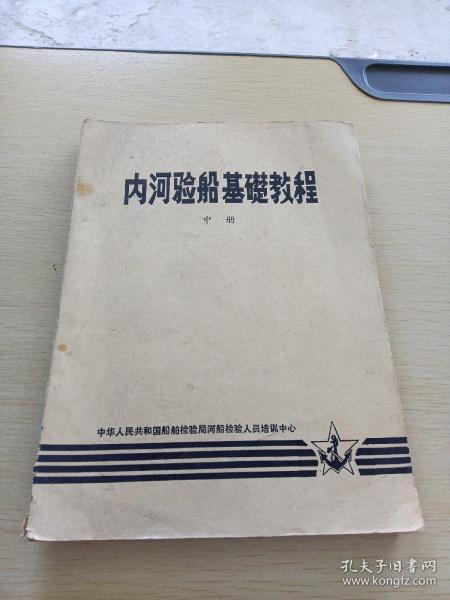 内河验船基礎教程
中 册
中华人民共和国船舶检验局河船检验人员培训中心
孔夫子旧书网
www.kongfz.com